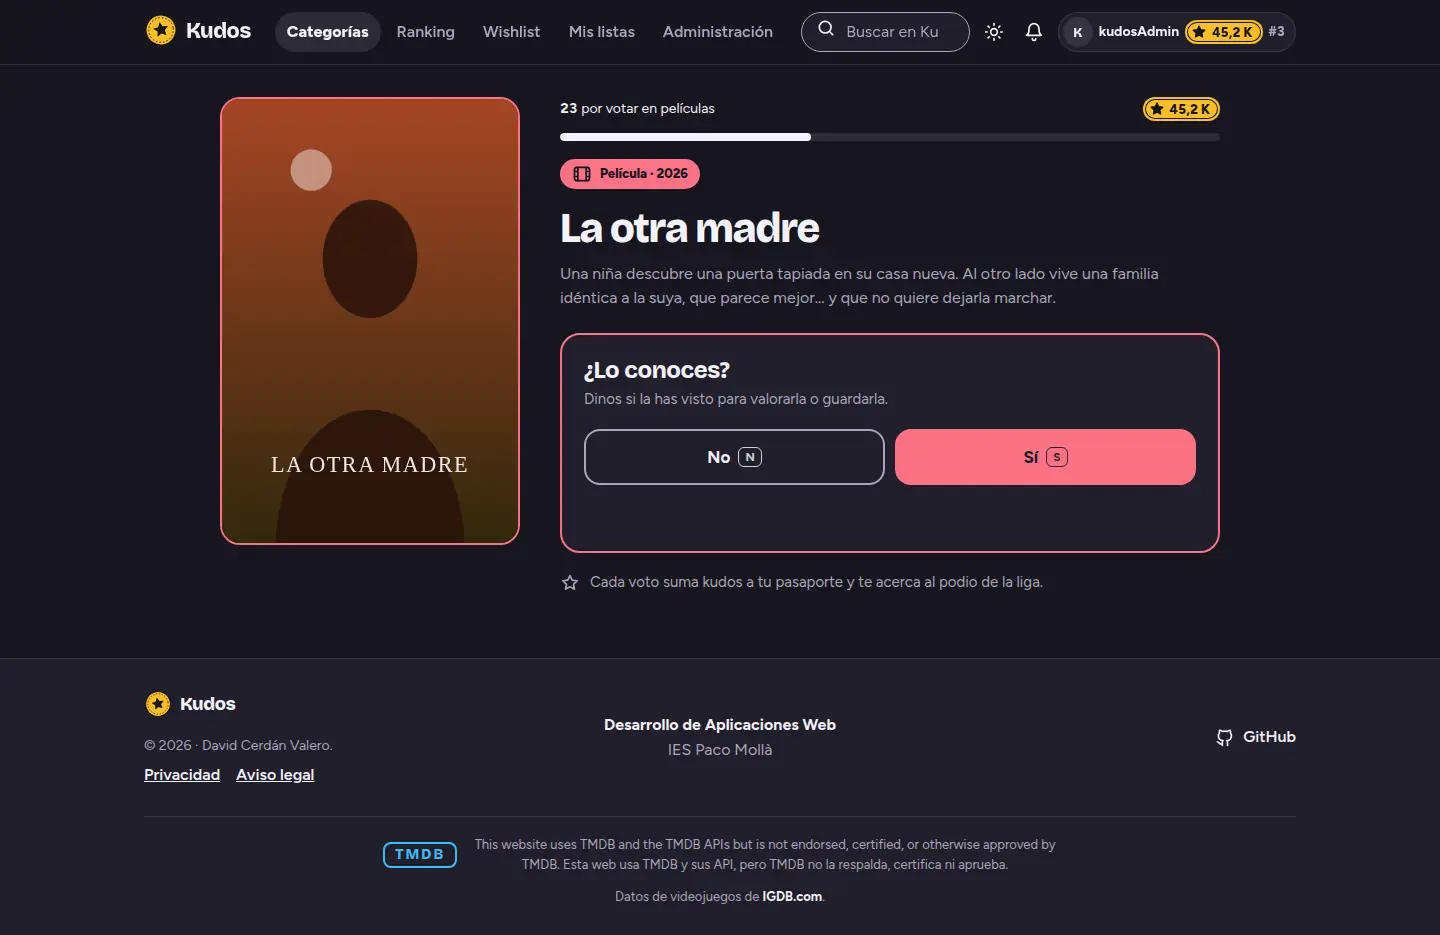 Kudos
Categorías
Ranking
Wishlist
Mis listas
Administración
Buscar en Ku
K
kudosAdmin
45,2 K
#3
LA OTRA MADRE
23 por votar en películas
45,2 K
Película · 2026
La otra madre
Una niña descubre una puerta tapiada en su casa nueva. Al otro lado vive una familia
idéntica a la suya, que parece mejor... y que no quiere dejarla marchar.
¿Lo conoces?
Dinos si la has visto para valorarla o guardarla.
No N
Sí S
Cada voto suma kudos a tu pasaporte y te acerca al podio de la liga.
Kudos
© 2026 · David Cerdán Valero.
Privacidad Aviso legal
Desarrollo de Aplicaciones Web
IES Paco Mollà
GitHub
TMDB
This website uses TMDB and the TMDB APIs but is not endorsed, certified, or otherwise approved by
TMDB. Esta web usa TMDB y sus API, pero TMDB no la respalda, certifica ni aprueba.
Datos de videojuegos de IGDB.com.